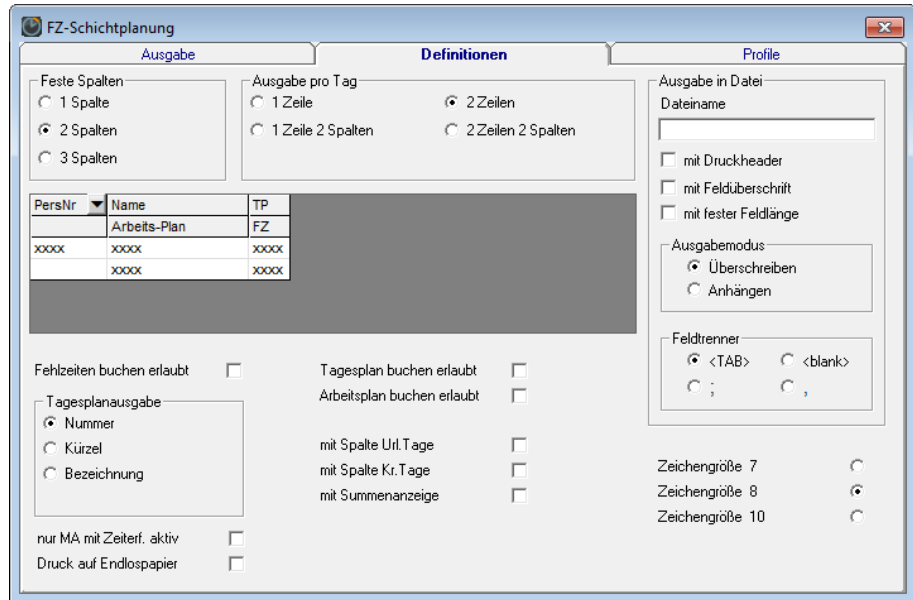 FZ-Schichtplanung
Ausgabe Definitionen Profile
Feste Spalten
1 Spalte
2 Spalten
3 Spalten
Ausgabe pro Tag
1 Zeile 2 Zeilen
1 Zeile 2 Spalten 2 Zeilen 2 Spalten
PersNr Name TP
Arbeits-Plan FZ
xxxx xxxx xxxx
xxxx xxxx
Fehlzeiten buchen erlaubt
Tagesplanausgabe
Nummer
Kürzel
Bezeichnung
nur MA mit Zeiterf. aktiv
Druck auf Endlospapier
Tagesplan buchen erlaubt
Arbeitsplan buchen erlaubt
mit Spalte Url.Tage
mit Spalte Kr.Tage
mit Summenanzeige
Ausgabe in Datei
Dateiname
mit Druckheader
mit Feldüberschrift
mit fester Feldlänge
Ausgabemodus
Überschreiben
Anhängen
Feldtrenner
<TAB> <blank>
; ,
Zeichengröße 7
Zeichengröße 8
Zeichengröße 10